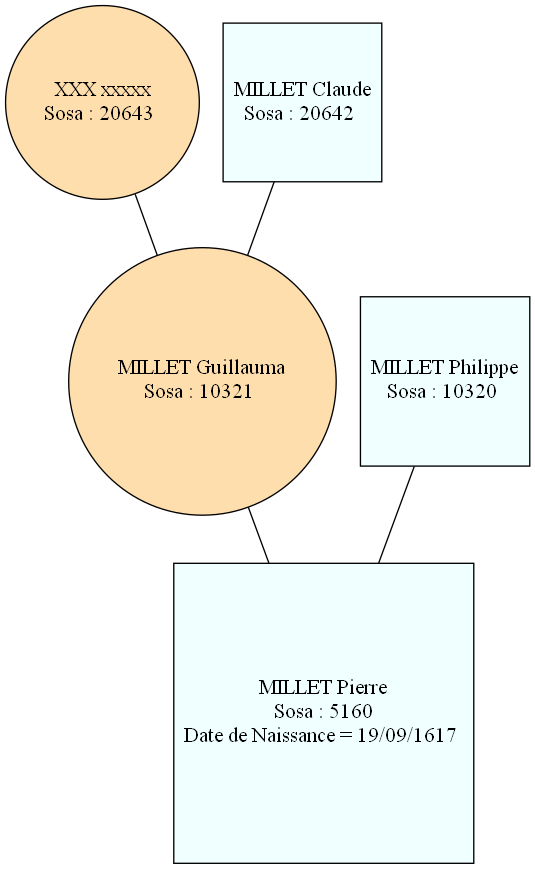 XXX xxxxx
Sosa : 20643
MILLET Claude
Sosa : 20642
MILLET Guillauma
Sosa : 10321
MILLET Philippe
Sosa : 10320
MILLET Pierre
Sosa : 5160
Date de Naissance = 19/09/1617